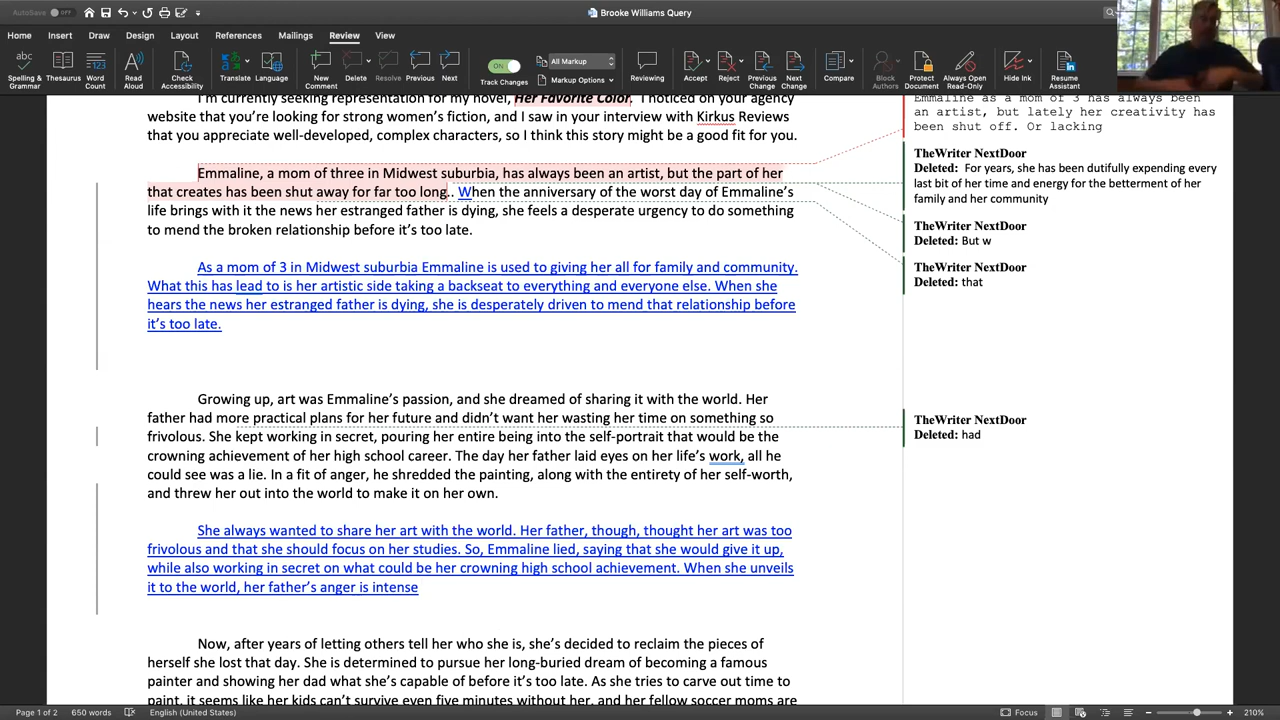 AutoSave OFF
Brooke Williams Query
Home Insert Draw Design Layout References Mailings Review View
Spelling & Grammar
Thesaurus
Word Count
Read Aloud
Check Accessibility
Translate
Language
New Comment
Delete
Resolve
Previous
Next
ON
Track Changes
All Markup
Markup Options
Reviewing
Accept
Reject
Previous Change
Next Change
Compare
Block Authors
Protect Document
Always Open Read-Only
Hide Ink
Resume Assistant
I'm currently seeking representation for my novel, Her Favorite Color. I noticed on your agency
website that you're looking for strong women's fiction, and I saw in your interview with Kirkus Reviews
that you appreciate well-developed, complex characters, so I think this story might be a good fit for you.
Emmaline, a mom of three in Midwest suburbia, has always been an artist, but the part of her
that creates has been shut away for far too long.. When the anniversary of the worst day of Emmaline's
life brings with it the news her estranged father is dying, she feels a desperate urgency to do something
to mend the broken relationship before it's too late.
As a mom of 3 in Midwest suburbia Emmaline is used to giving her all for family and community.
What this has lead to is her artistic side taking a backseat to everything and everyone else. When she
hears the news her estranged father is dying, she is desperately driven to mend that relationship before
it's too late.
Growing up, art was Emmaline's passion, and she dreamed of sharing it with the world. Her
father had more practical plans for her future and didn't want her wasting her time on something so
frivolous. She kept working in secret, pouring her entire being into the self-portrait that would be the
crowning achievement of her high school career. The day her father laid eyes on her life's work, all he
could see was a lie. In a fit of anger, he shredded the painting, along with the entirety of her self-worth,
and threw her out into the world to make it on her own.
She always wanted to share her art with the world. Her father, though, thought her art was too
frivolous and that she should focus on her studies. So, Emmaline lied, saying that she would give it up,
while also working in secret on what could be her crowning high school achievement. When she unveils
it to the world, her father's anger is intense
Now, after years of letting others tell her who she is, she's decided to reclaim the pieces of
herself she lost that day. She is determined to pursue her long-buried dream of becoming a famous
painter and showing her dad what she's capable of before it's too late. As she tries to carve out time to
paint, it seems like her kids can't survive even five minutes without her, and her fellow soccer moms are
Emmaline as a mom of 3 has always been
an artist, but lately her creativity has
been shut off. Or lacking
TheWriter NextDoor
Deleted: For years, she has been dutifully expending every
last bit of her time and energy for the betterment of her
family and her community
TheWriter NextDoor
Deleted: But w
TheWriter NextDoor
Deleted: that
TheWriter NextDoor
Deleted: had
Page 1 of 2 650 words English (United States) Focus 210%